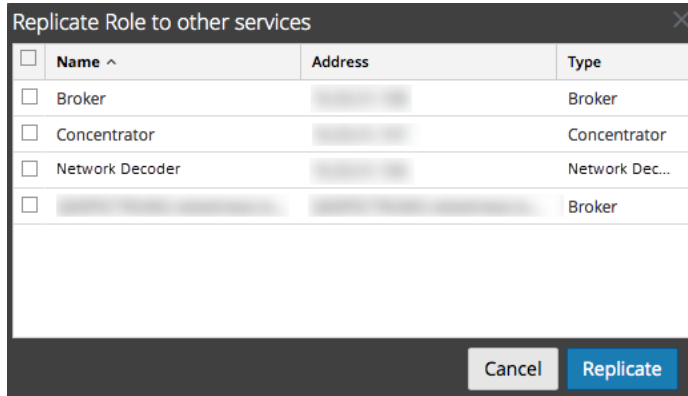 Replicate Role to other services
Name Address Type
Broker Broker
Concentrator Concentrator
Network Decoder Network Dec...
Broker
Cancel Replicate